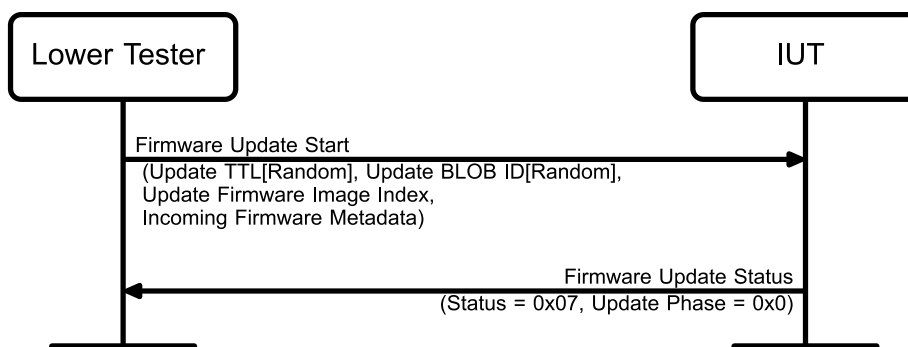 Lower Tester
IUT
Firmware Update Start
(Update TTL[Random], Update BLOB ID[Random],
Update Firmware Image Index,
Incoming Firmware Metadata)
Firmware Update Status
(Status = 0x07, Update Phase = 0x0)